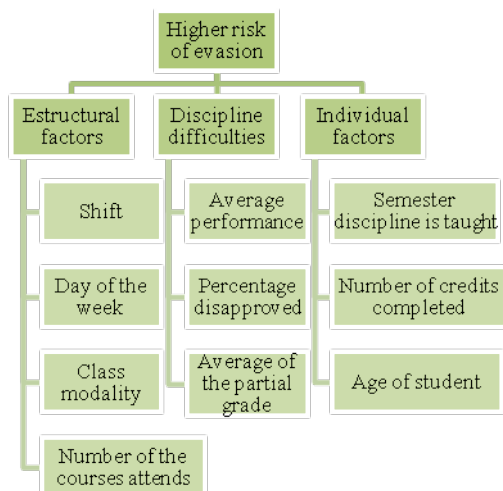 Higher risk
of evasion
Estructural
factors
Discipline
difficulties
Individual
factors
Shift
Day of the
week
Class
modality
Number of the
courses attends
Average
performance
Percentage
disapproved
Average of
the partial
grade
Semester
discipline is taught
Number of credits
completed
Age of student